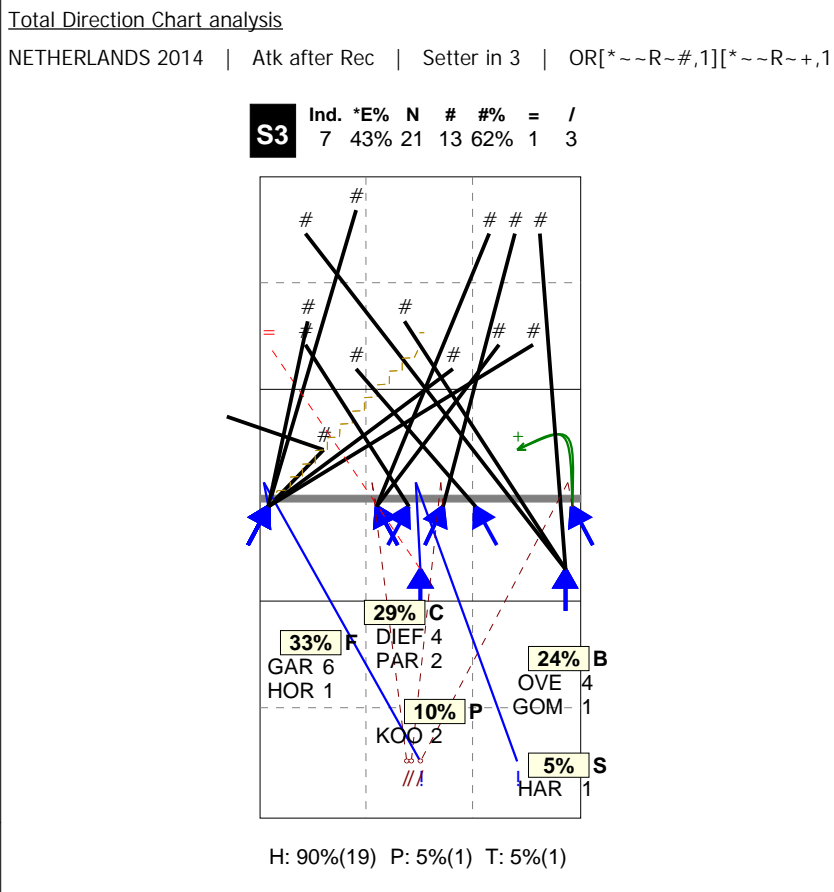 Total Direction Chart analysis
NETHERLANDS 2014 | Atk after Rec | Setter in 3 | OR[*~~R~#,1][*~~R~+,1
S3 Ind. *E% N # #% = /
7 43% 21 13 62% 1 3
#
# # # #
# #
= # - # #
# #
# +
29% C
33% F DIEF 4
GAR 6 PAR 2 24% B
HOR 1 OVE 4
10% P GOM 1
KOO 2
5% S
/ / / ! ! HAR 1
H: 90%(19) P: 5%(1) T: 5%(1)